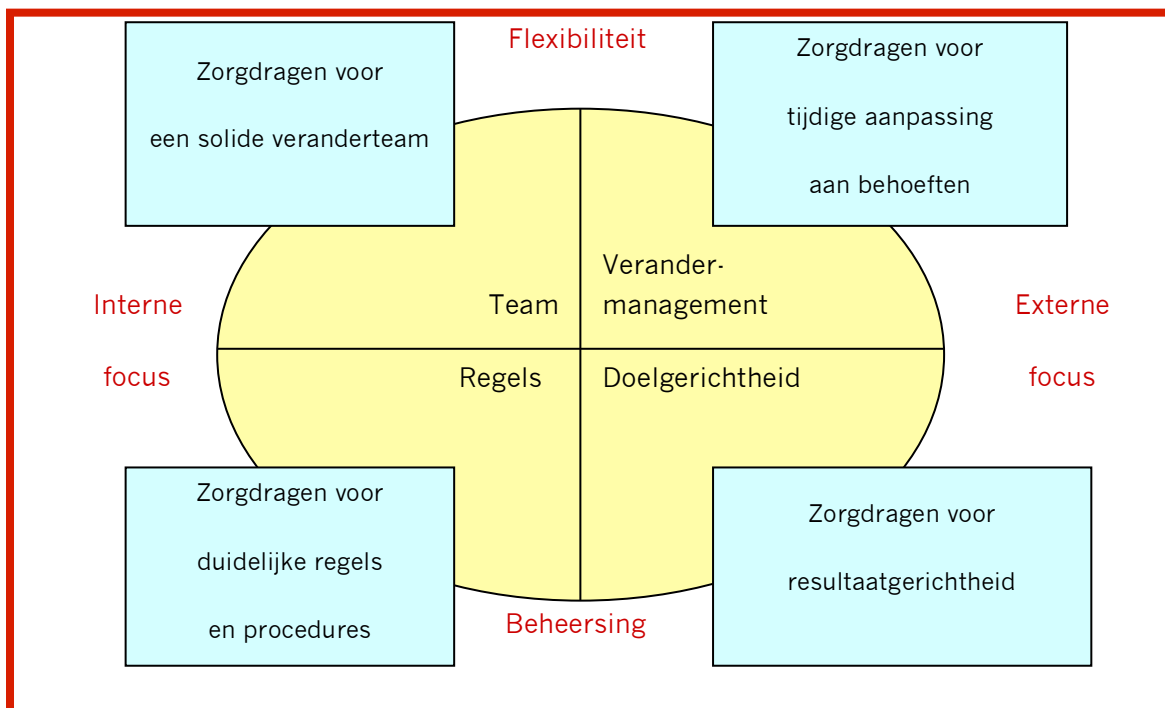 Flexibiliteit
Zorgdragen voor
een solide veranderteam
Zorgdragen voor
tijdige aanpassing
aan behoeften
Interne
focus
Team
Verander-
management
Externe
focus
Regels
Doelgerichtheid
Zorgdragen voor
duidelijke regels
en procedures
Zorgdragen voor
resultaatgerichtheid
Beheersing